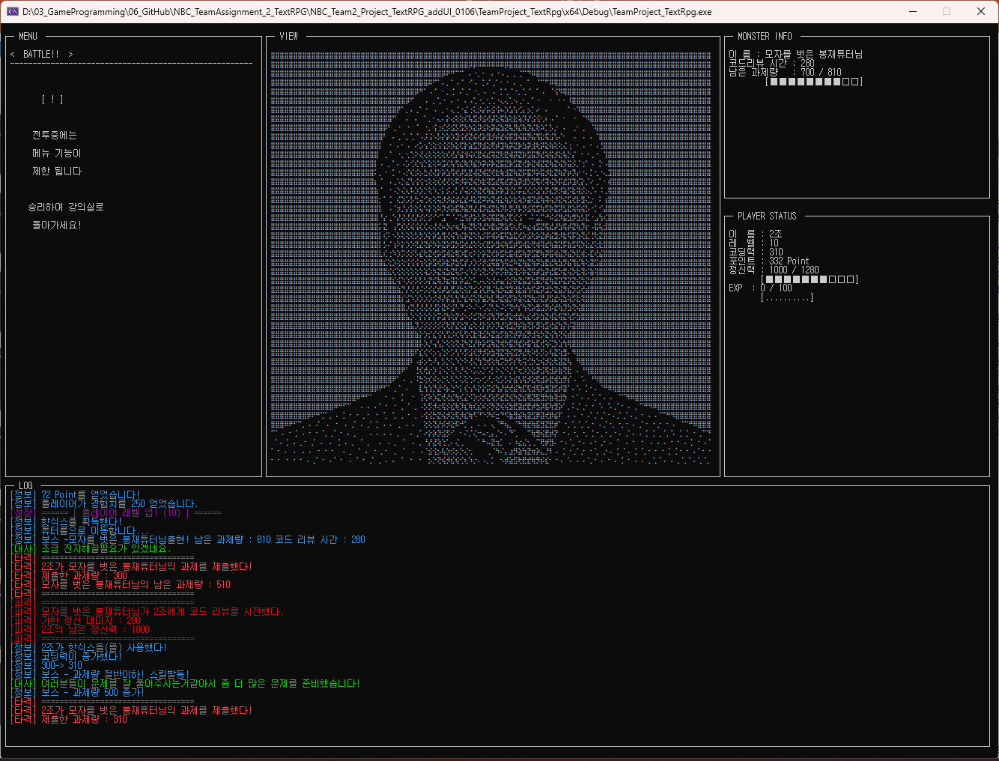 D:\03_GameProgramming\06_GitHub\NBC_TeamAssignment_2_TextRPG\NBC_Team2_Project_TextRPG_addUI_0106\TeamProject_TextRpg\x64\Debug\TeamProject_TextRpg.exe
MENU
< BATTLE!! >
[ ! ]
전투중에는
메뉴 기능이
제한 됩니다
승리하여 강의실로
돌아가세요!
VIEW
MONSTER INFO
이 름 : 모자를 벗은 봉재튜터님
코드리뷰 시간 : 280
남은 과제량 : 700 / 810
[■■■■■■■■□□]
PLAYER STATUS
이 름 : 2조
레 벨 : 10
코딩력 : 310
포인트 : 332 Point
정신력 : 1000 / 1280
[■■■■■■■□□□]
EXP : 0 / 100
[..........]
LOG
[정보] 72 Point를 얻었습니다!
[정보] 플레이어가 경험치를 250 얻었습니다.
[성장] ====== [ 플레이어 레벨 업! (10) ] ======
[정보] 핫식스를 획득했다!
[정보] 튜터룸으로 이동합니다...
[정보] 보스 -모자를 벗은 봉재튜터님출현! 남은 과제량 : 810 코드 리뷰 시간 : 280
[대사] 조금 진지해질필요가 있겠네요.
[타격] ==================================
[타격] 2조가 모자를 벗은 봉재튜터님의 과제를 제출했다!
[타격] 제출한 과제량 : 300
[타격] 모자를 벗은 봉재튜터님의 남은 과제량 : 510
[타격] ==================================
[피격] ==================================
[피격] 모자를 벗은 봉재튜터님가 2조에게 코드 리뷰를 시전했다.
[피격] 가한 정신 데미지 : 280
[피격] 2조의 남은 정신력 : 1000
[피격] ==================================
[정보] 2조가 핫식스을(를) 사용했다!
[정보] 코딩력이 증가했다!
[정보] 300-> 310
[정보] 보스 - 과제량 절반이하! 스킬발동!
[대사] 여러분들이 문제를 잘 풀어주시는거같아서 좀 더 많은 문제를 준비했습니다!
[정보] 보스 - 과제량 500 증가!
[타격] ==================================
[타격] 2조가 모자를 벗은 봉재튜터님의 과제를 제출했다!
[타격] 제출한 과제량 : 310